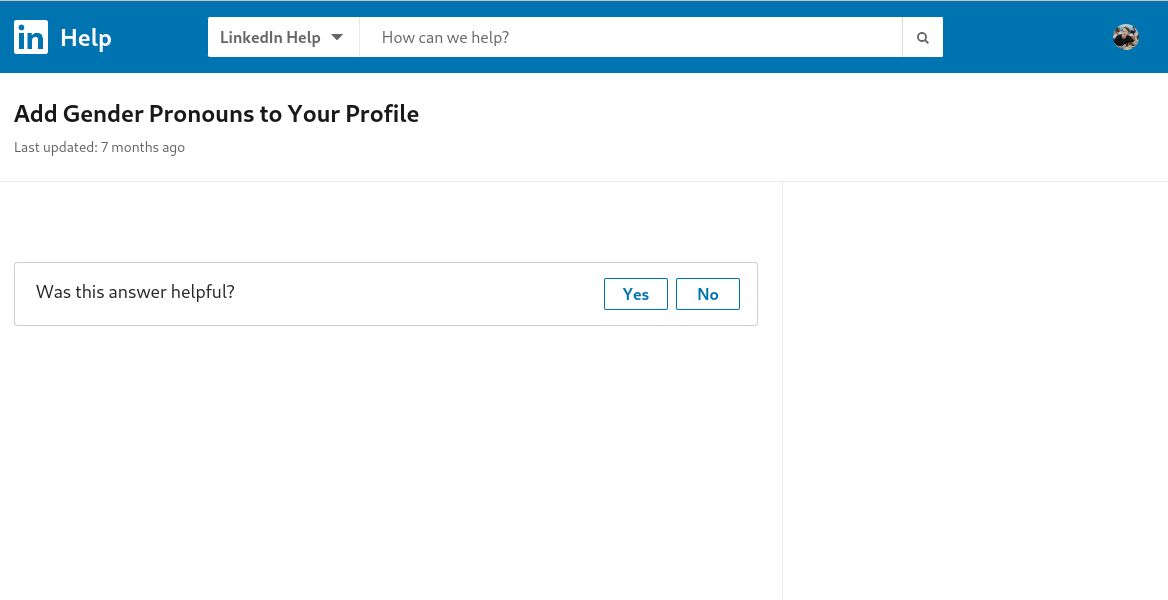 in Help
LinkedIn Help
How can we help?
Add Gender Pronouns to Your Profile
Last updated: 7 months ago
Was this answer helpful?
Yes
No